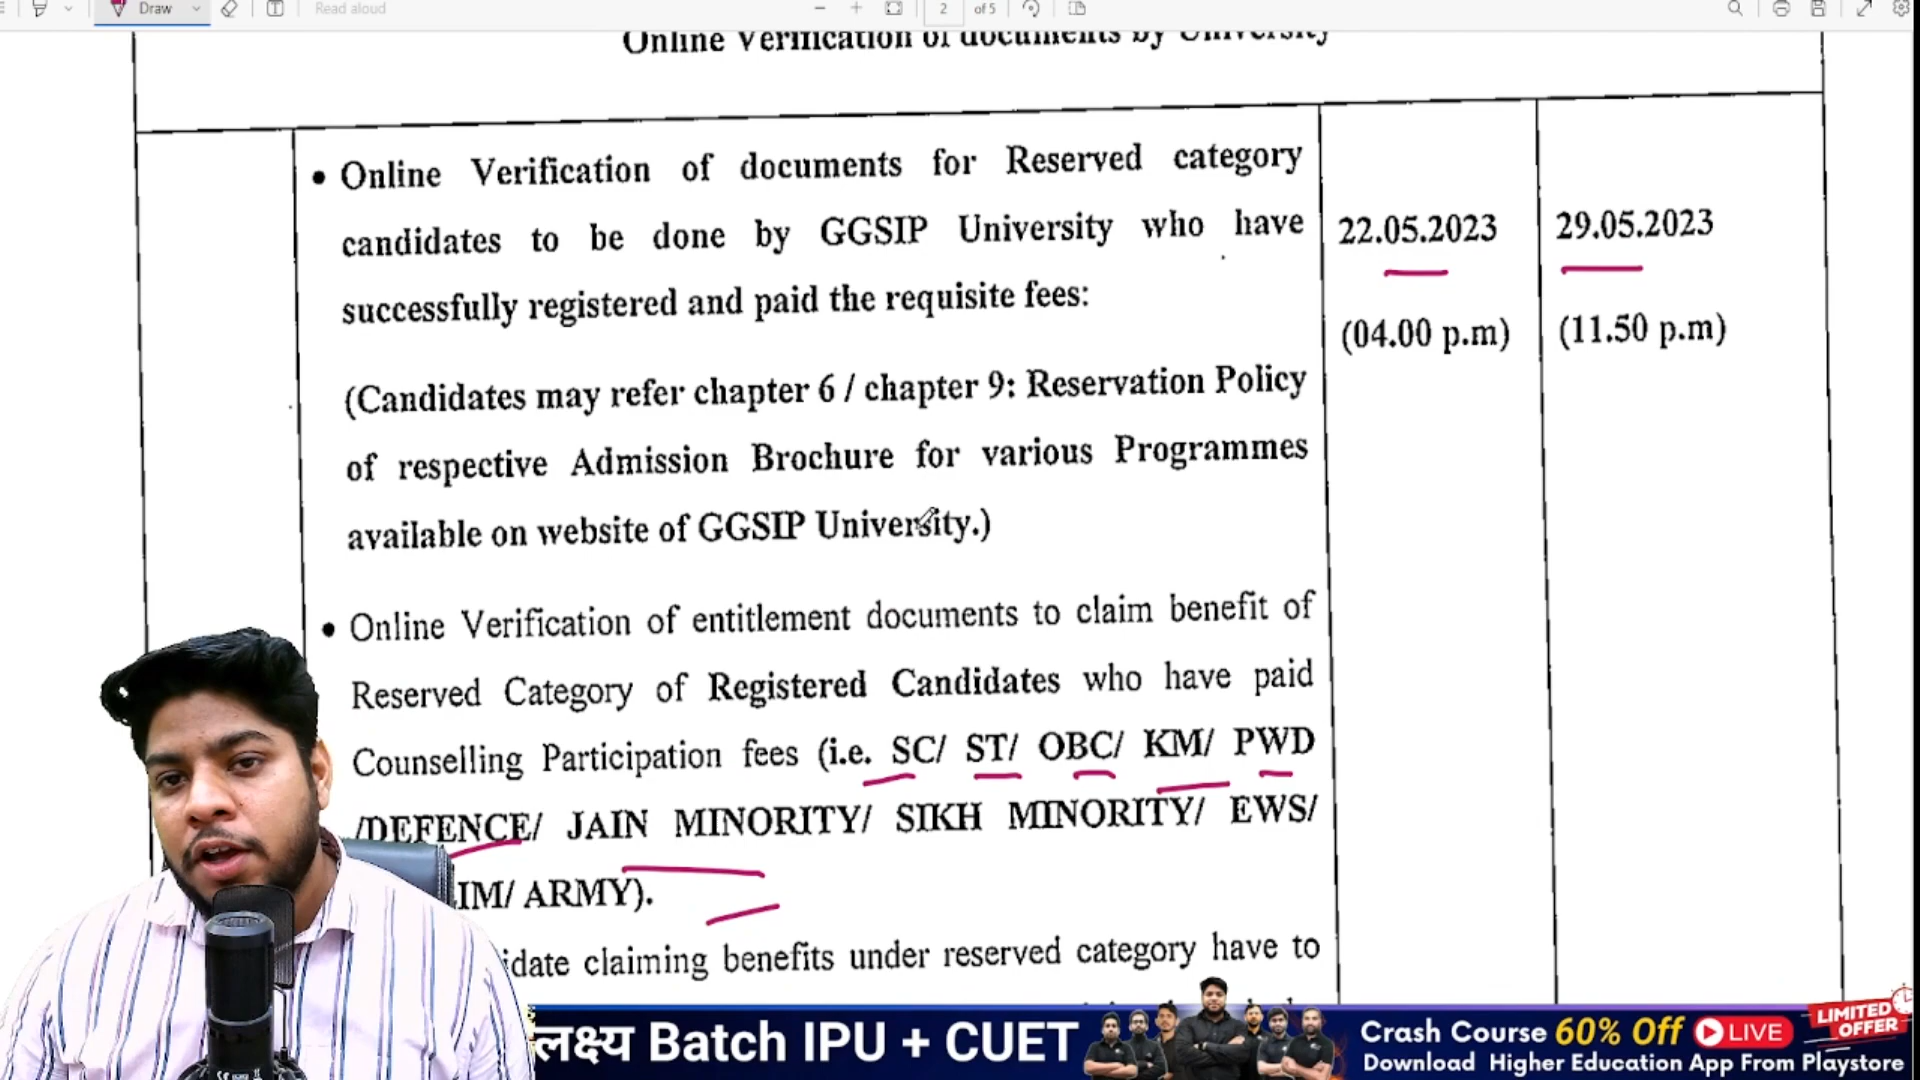 Draw
Read aloud
2 of 5
Online Verification of documents by University
• Online Verification of documents for Reserved category
candidates to be done by GGSIP University who have
successfully registered and paid the requisite fees:
22.05.2023
(04.00 p.m)
29.05.2023
(11.50 p.m)
(Candidates may refer chapter 6 / chapter 9: Reservation Policy
of respective Admission Brochure for various Programmes
available on website of GGSIP University.)
• Online Verification of entitlement documents to claim benefit of
Reserved Category of Registered Candidates who have paid
Counselling Participation fees (i.e. SC/ ST/ OBC/ KM/ PWD
/DEFENCE/ JAIN MINORITY/ SIKH MINORITY/ EWS/
IM/ ARMY).
idate claiming benefits under reserved category have to
लक्ष्य Batch IPU + CUET
Crash Course 60% Off LIVE
LIMITED
OFFER
Download Higher Education App From Playstore